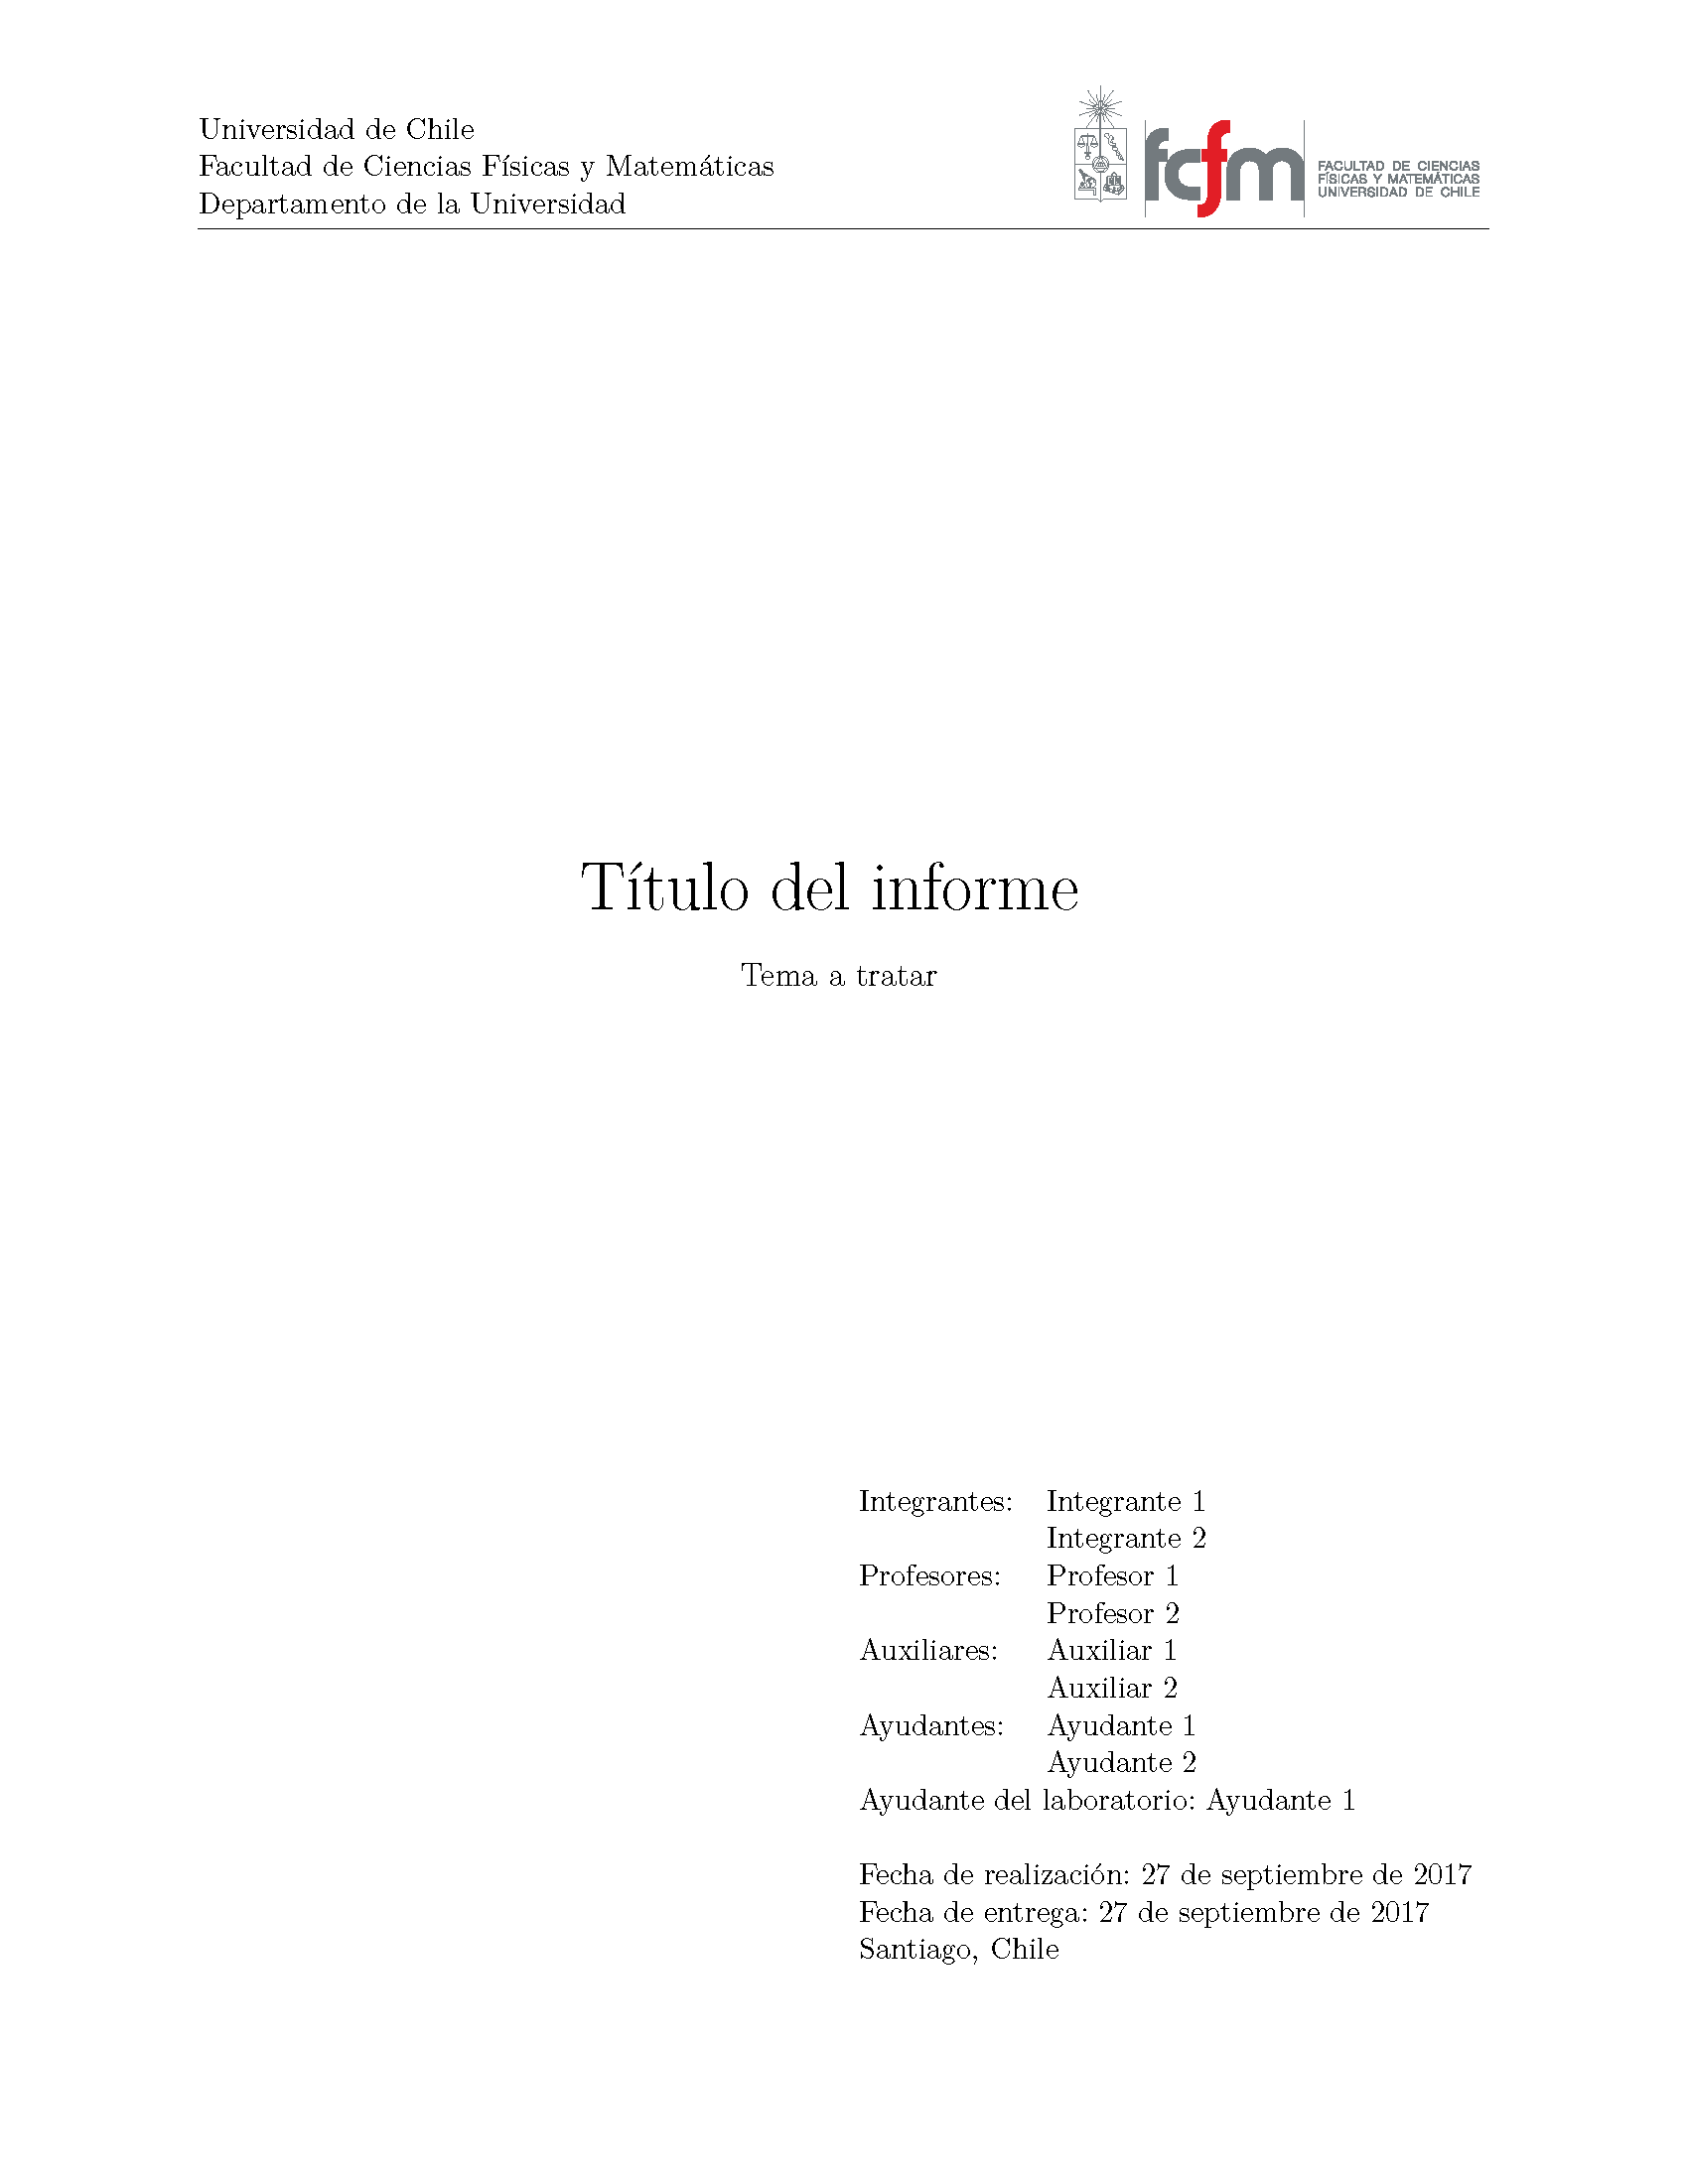 Universidad de Chile
Facultad de Ciencias Físicas y Matemáticas
Departamento de la Universidad
fcfm
FACULTAD DE CIENCIAS
FÍSICAS Y MATEMÁTICAS
UNIVERSIDAD DE CHILE
Título del informe
Tema a tratar
Integrantes: Integrante 1
Integrante 2
Profesores: Profesor 1
Profesor 2
Auxiliares: Auxiliar 1
Auxiliar 2
Ayudantes: Ayudante 1
Ayudante 2
Ayudante del laboratorio: Ayudante 1
Fecha de realización: 27 de septiembre de 2017
Fecha de entrega: 27 de septiembre de 2017
Santiago, Chile